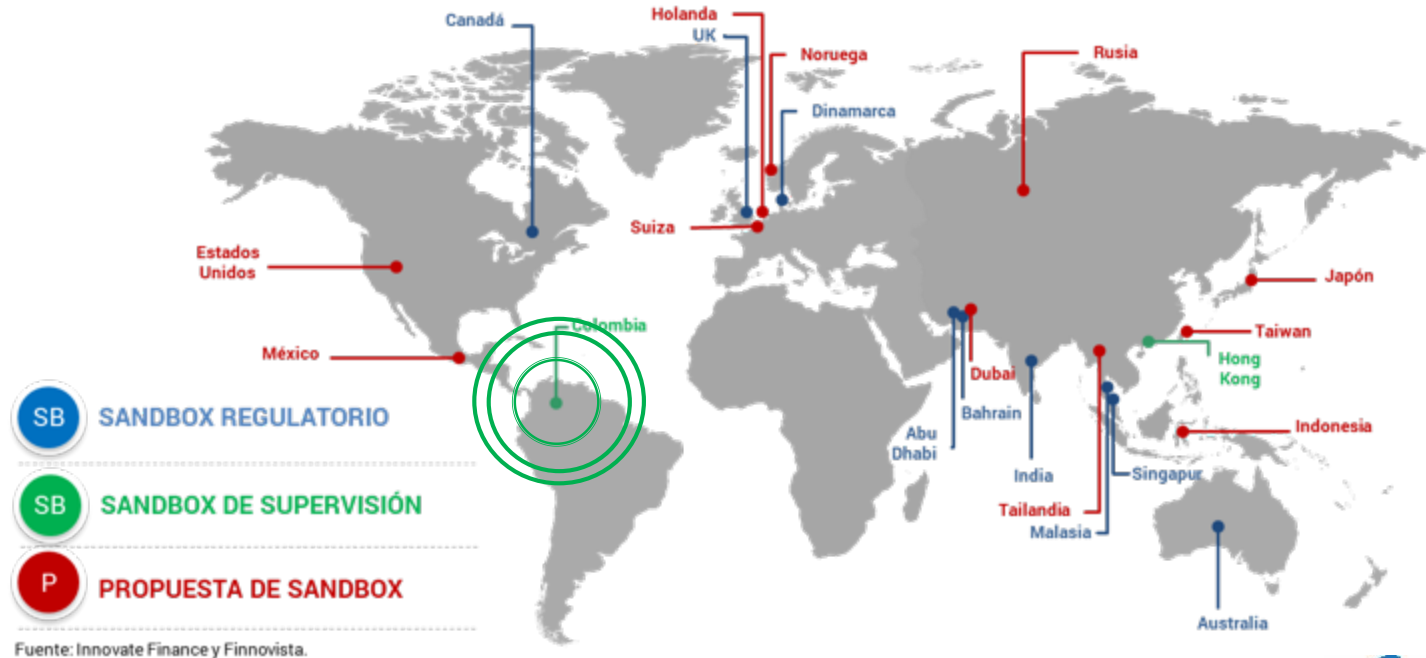 Canadá
Holanda
UK
Noruega
Rusia
Dinamarca
Suiza
Estados
Unidos
Japón
Colombia
Taiwan
México
Hong
Kong
Dubai
Bahrain
Abu
Dhabi
India
Singapur
Indonesia
Tailandia
Malasia
Australia
SB SANDBOX REGULATORIO
SB SANDBOX DE SUPERVISIÓN
P PROPUESTA DE SANDBOX
Fuente: Innovate Finance y Finnovista.